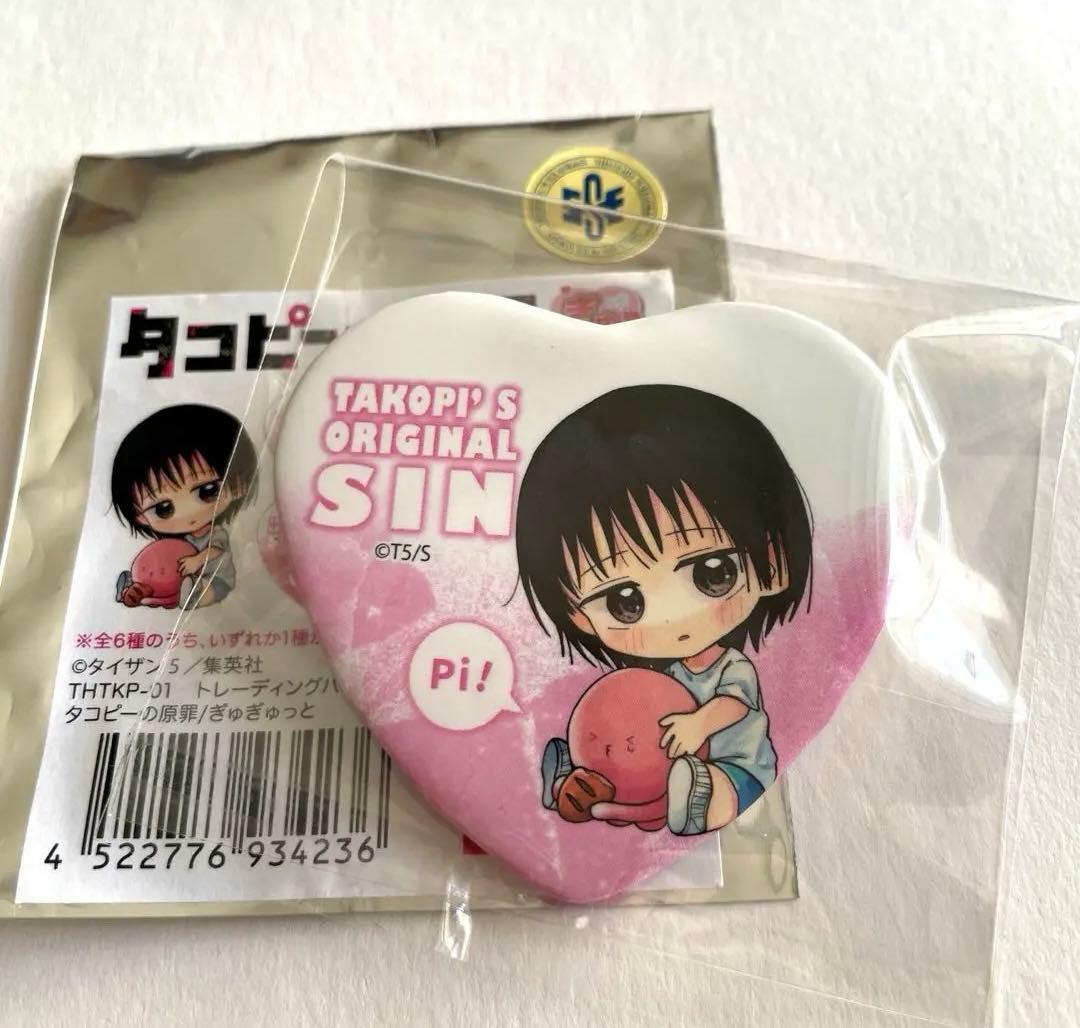 タコピー
TAKOPI' S
ORIGINAL
SIN
©T5/S
Pi!
※全6種のうち、いずれか1種が
©タイザン5／集英社
THTKP-01 トレーディングハ
タコピーの原罪/ぎゅぎゅっと
4 522776 934236